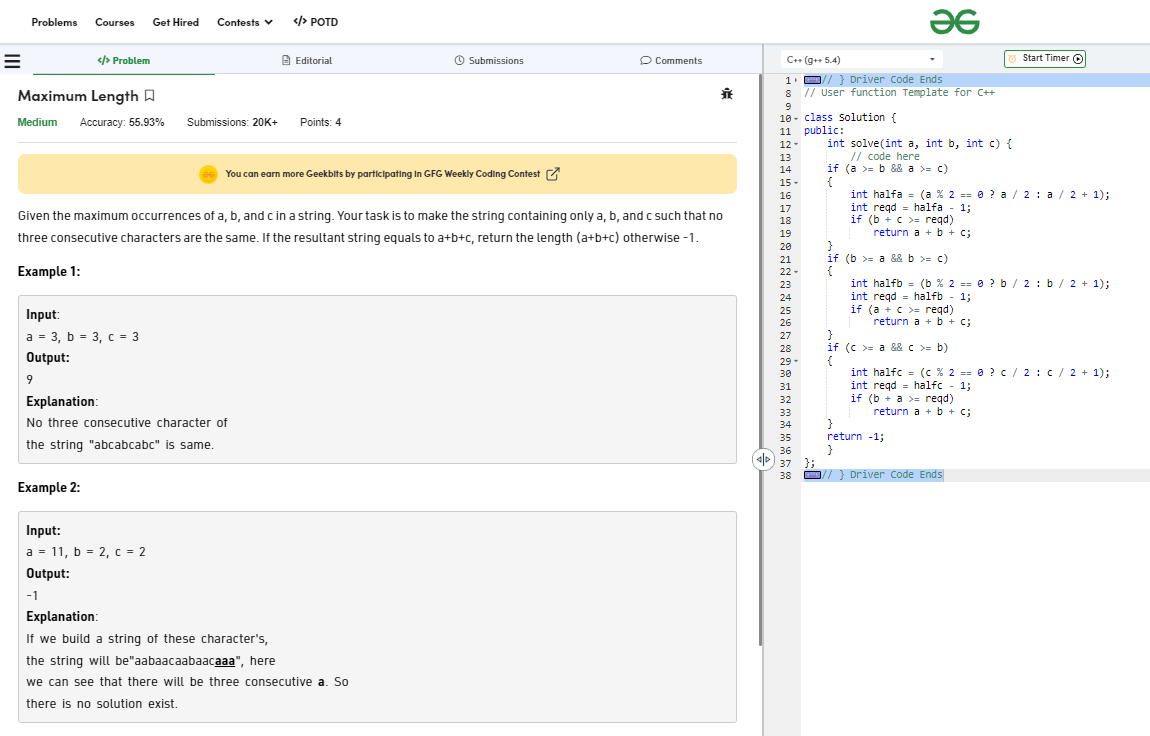 Problems Courses Get Hired Contests </> POTD
</> Problem Editorial Submissions Comments
Maximum Length
Medium Accuracy: 55.93% Submissions: 20K+ Points: 4
You can earn more Geekbits by participating in GFG Weekly Coding Contest
Given the maximum occurrences of a, b, and c in a string. Your task is to make the string containing only a, b, and c such that no
three consecutive characters are the same. If the resultant string equals to a+b+c, return the length (a+b+c) otherwise -1.
Example 1:
Input:
a = 3, b = 3, c = 3
Output:
9
Explanation:
No three consecutive character of
the string "abcabcabc" is same.
Example 2:
Input:
a = 11, b = 2, c = 2
Output:
-1
Explanation:
If we build a string of these character's,
the string will be"aabaacaabaacaaa", here
we can see that there will be three consecutive a. So
there is no solution exist.
C++ (g++ 5.4) Start Timer
1 // } Driver Code Ends
8 // User function Template for C++
9
10 class Solution {
11 public:
12 int solve(int a, int b, int c) {
13 // code here
14 if (a >= b && a >= c)
15 {
16 int halfa = (a % 2 == 0 ? a / 2 : a / 2 + 1);
17 int reqd = halfa - 1;
18 if (b + c >= reqd)
19 return a + b + c;
20 }
21 if (b >= a && b >= c)
22 {
23 int halfb = (b % 2 == 0 ? b / 2 : b / 2 + 1);
24 int reqd = halfb - 1;
25 if (a + c >= reqd)
26 return a + b + c;
27 }
28 if (c >= a && c >= b)
29 {
30 int halfc = (c % 2 == 0 ? c / 2 : c / 2 + 1);
31 int reqd = halfc - 1;
32 if (b + a >= reqd)
33 return a + b + c;
34 }
35 return -1;
36 }
37 };
38 // } Driver Code Ends